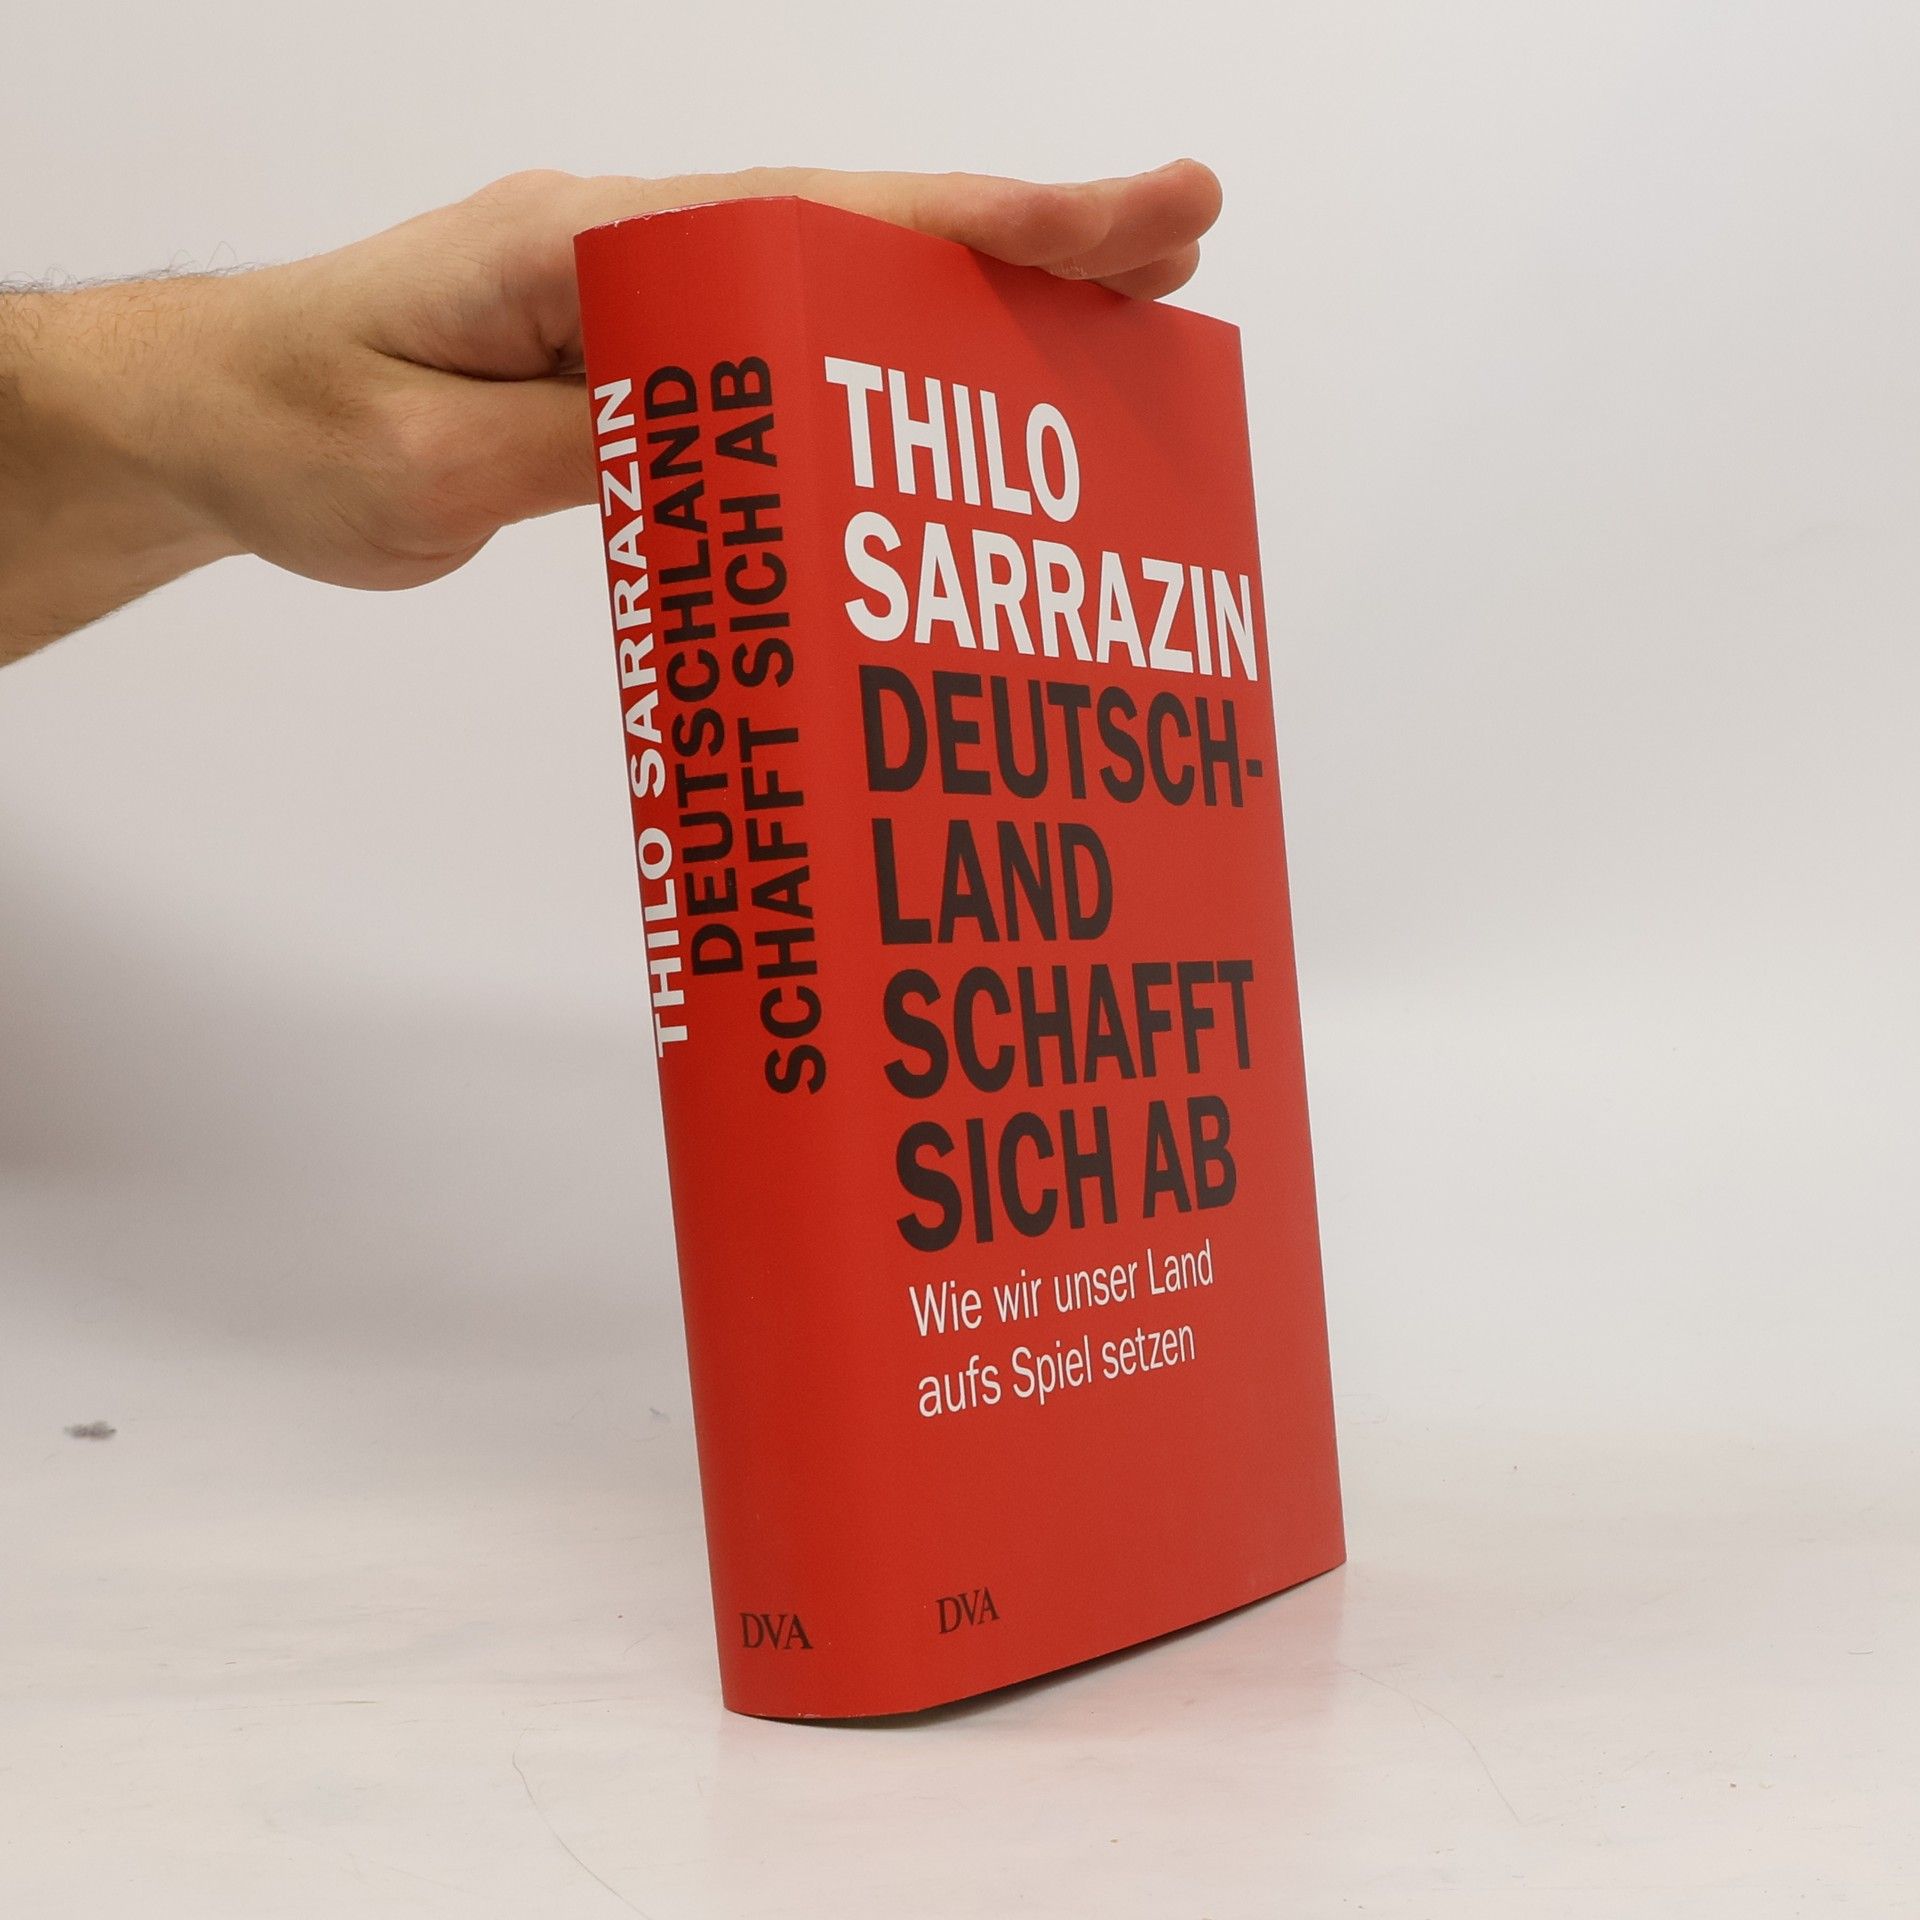 THILO SARRAZIN
DEUTSCHLAND
SCHAFFT SICH AB
DVA
THILO
SARRAZIN
DEUTSCH-
LAND
SCHAFFT
SICH AB
Wie wir unser Land
aufs Spiel setzen
DVA